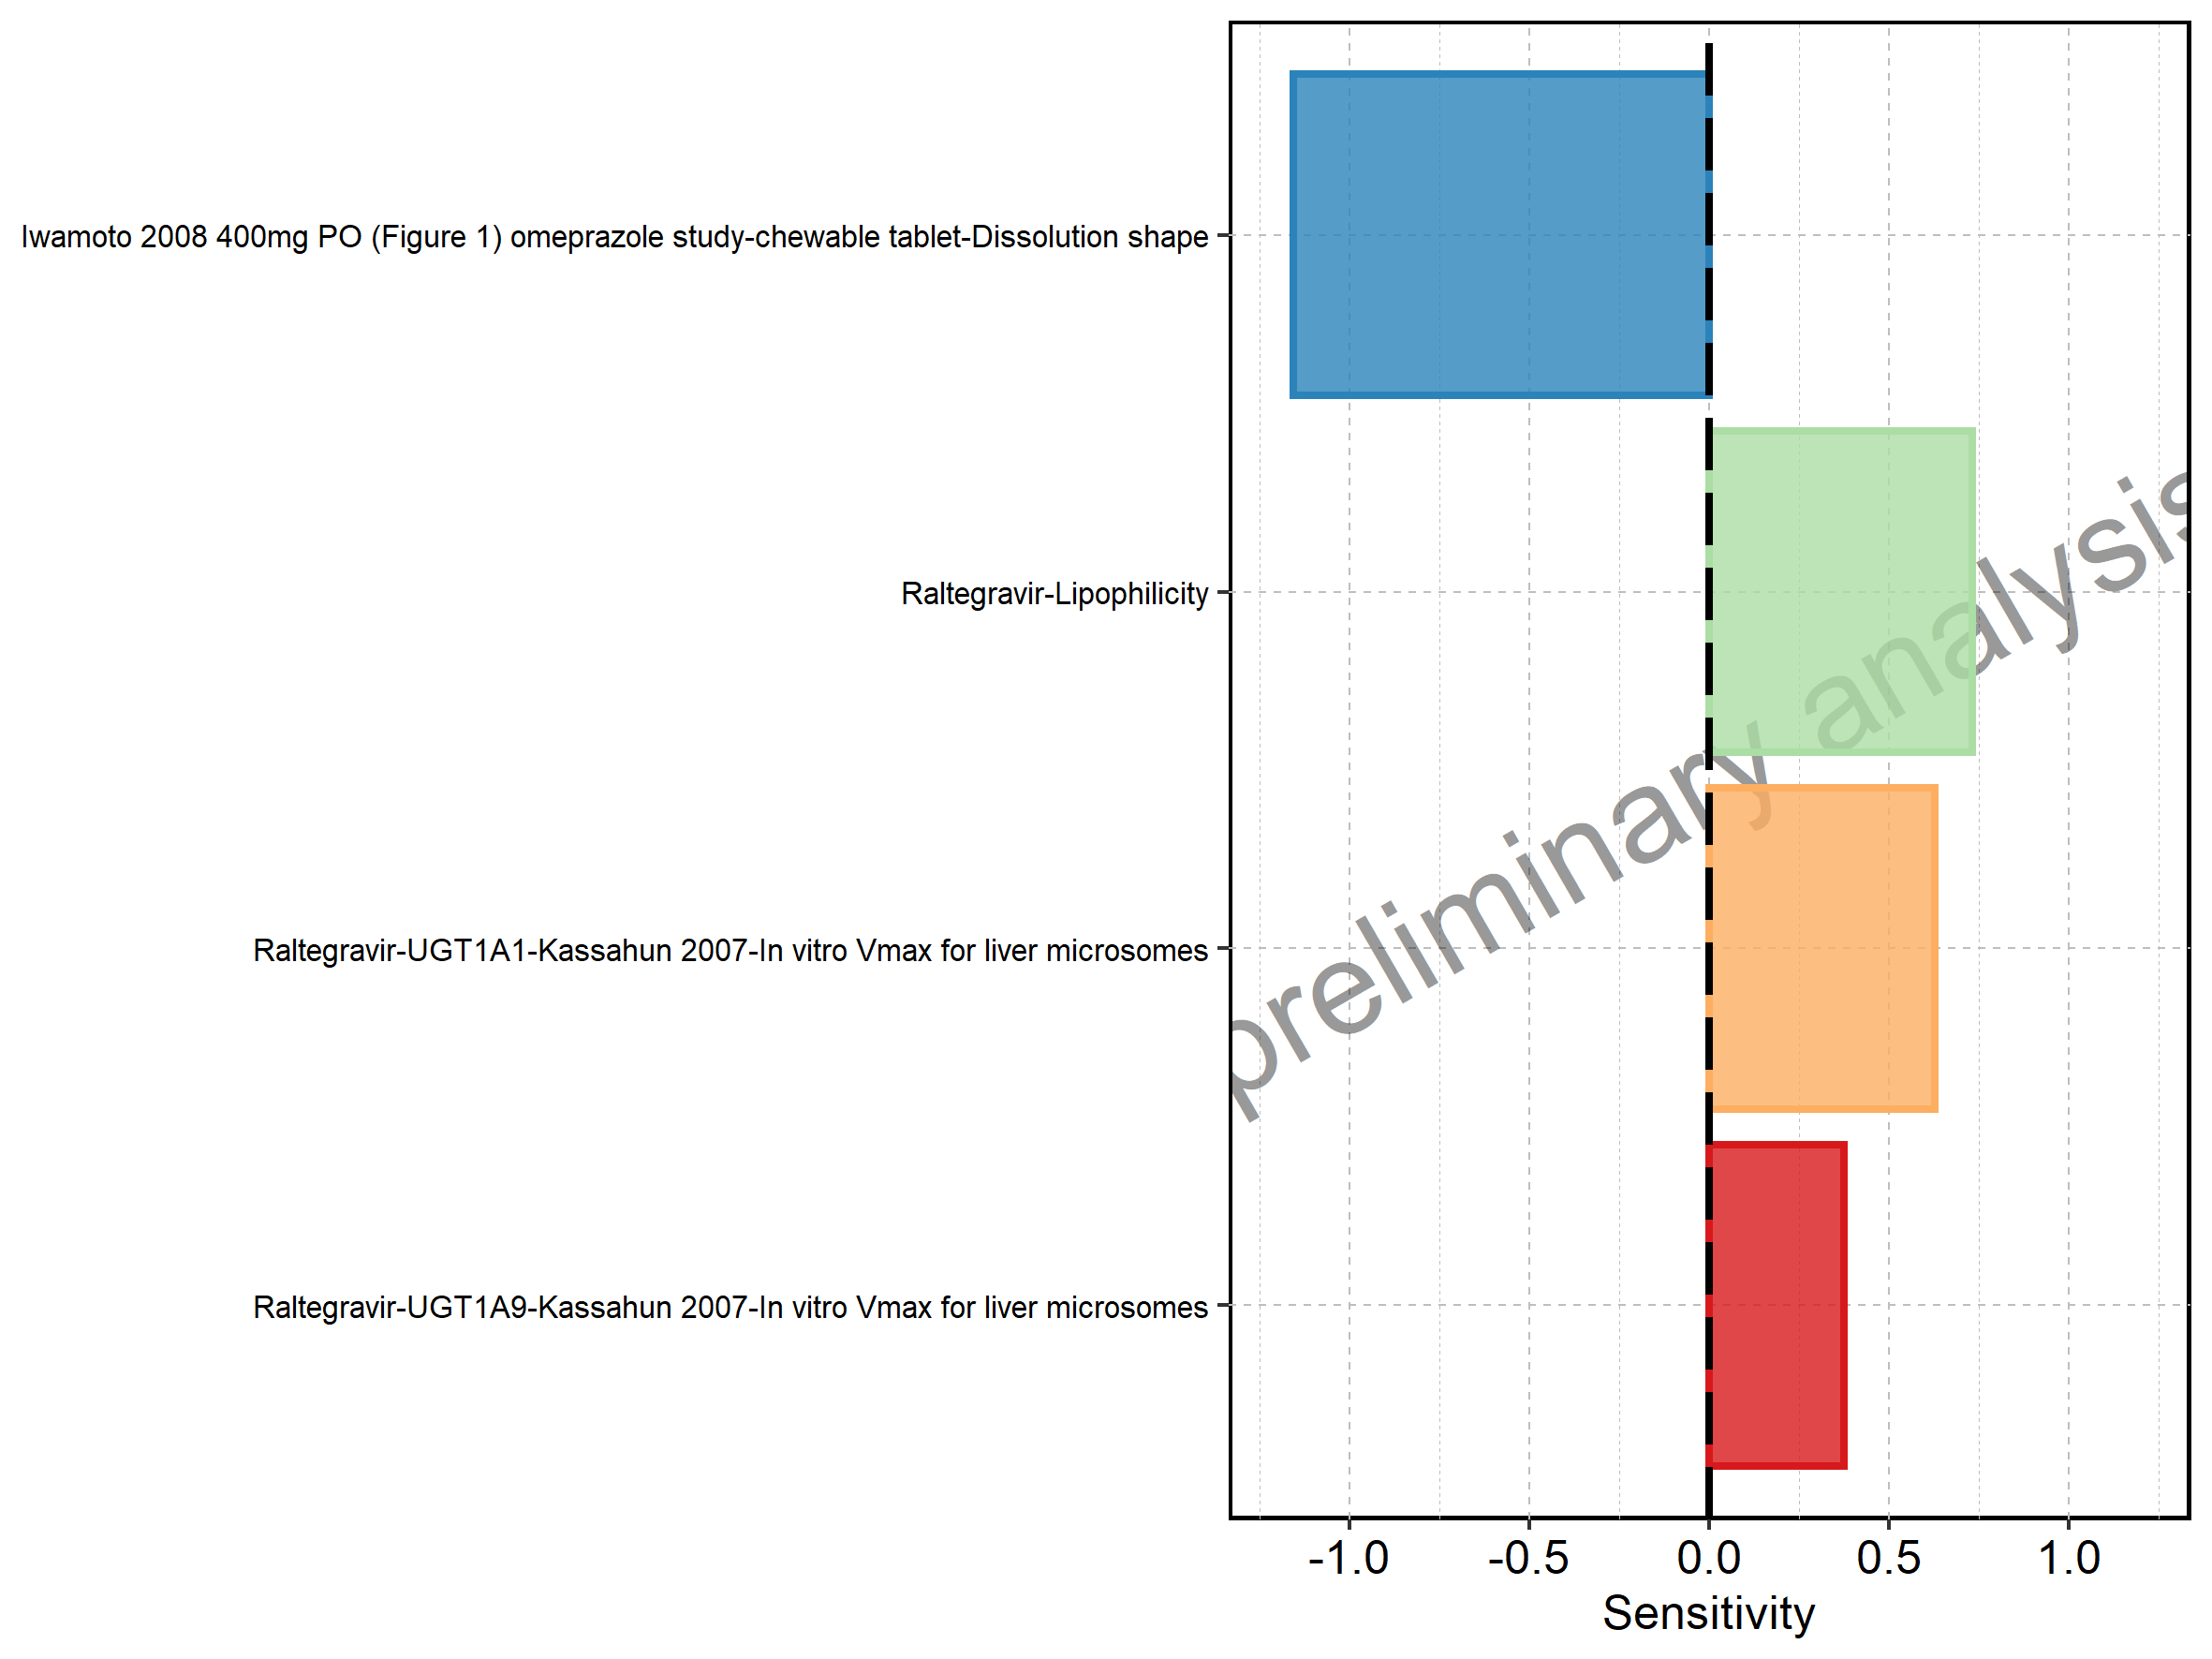 Iwamoto 2008 400mg PO (Figure 1) omeprazole study-chewable tablet-Dissolution shape
Raltegravir-Lipophilicity
Raltegravir-UGT1A1-Kassahun 2007-In vitro Vmax for liver microsomes
Raltegravir-UGT1A9-Kassahun 2007-In vitro Vmax for liver microsomes
preliminary analysis
-1.0 -0.5 0.0 0.5 1.0
Sensitivity